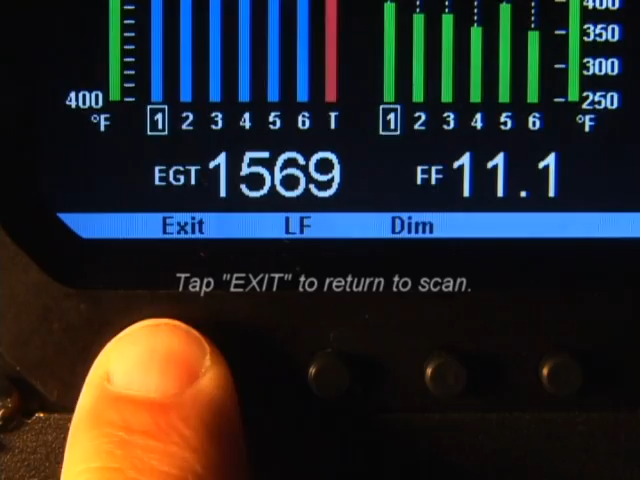 400
350
300
400 250
°F 1 2 3 4 5 6 T 1 2 3 4 5 6 °F
EGT 1569 FF 11.1
Exit LF Dim
Tap "EXIT" to return to scan.